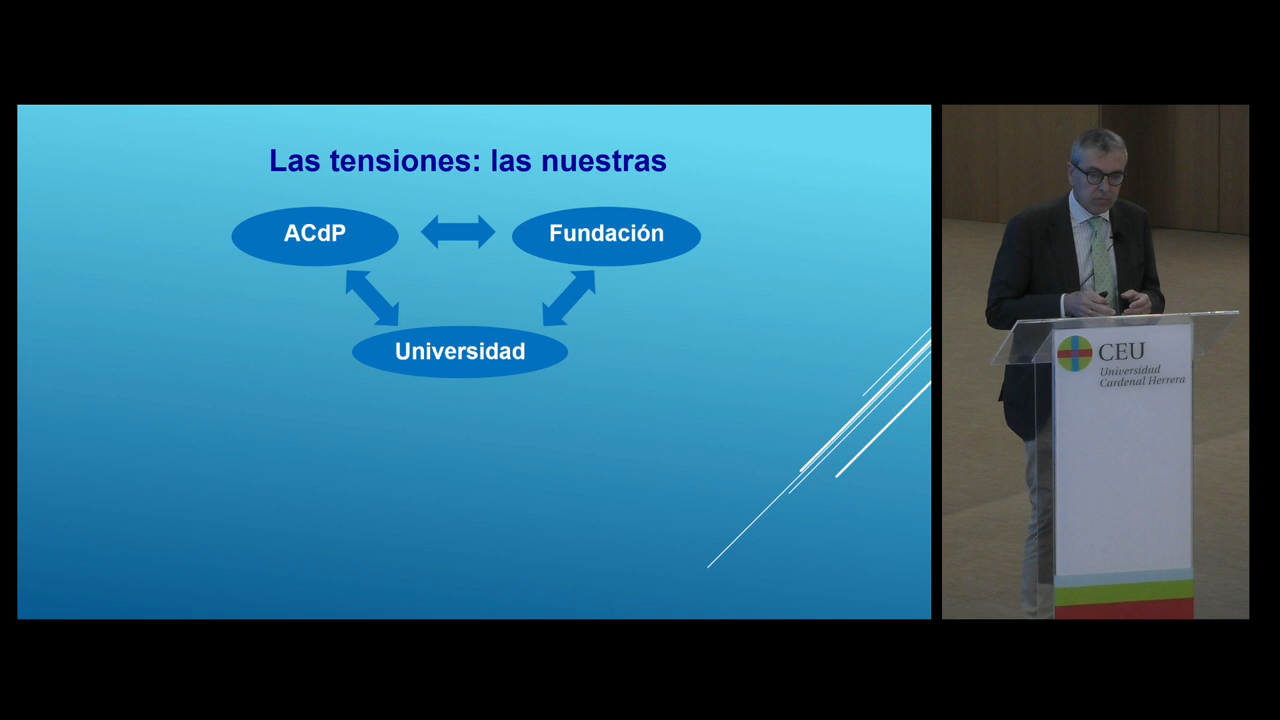 Las tensiones: las nuestras
ACdP
Fundación
Universidad
CEU
Universidad
Cardenal Herrera